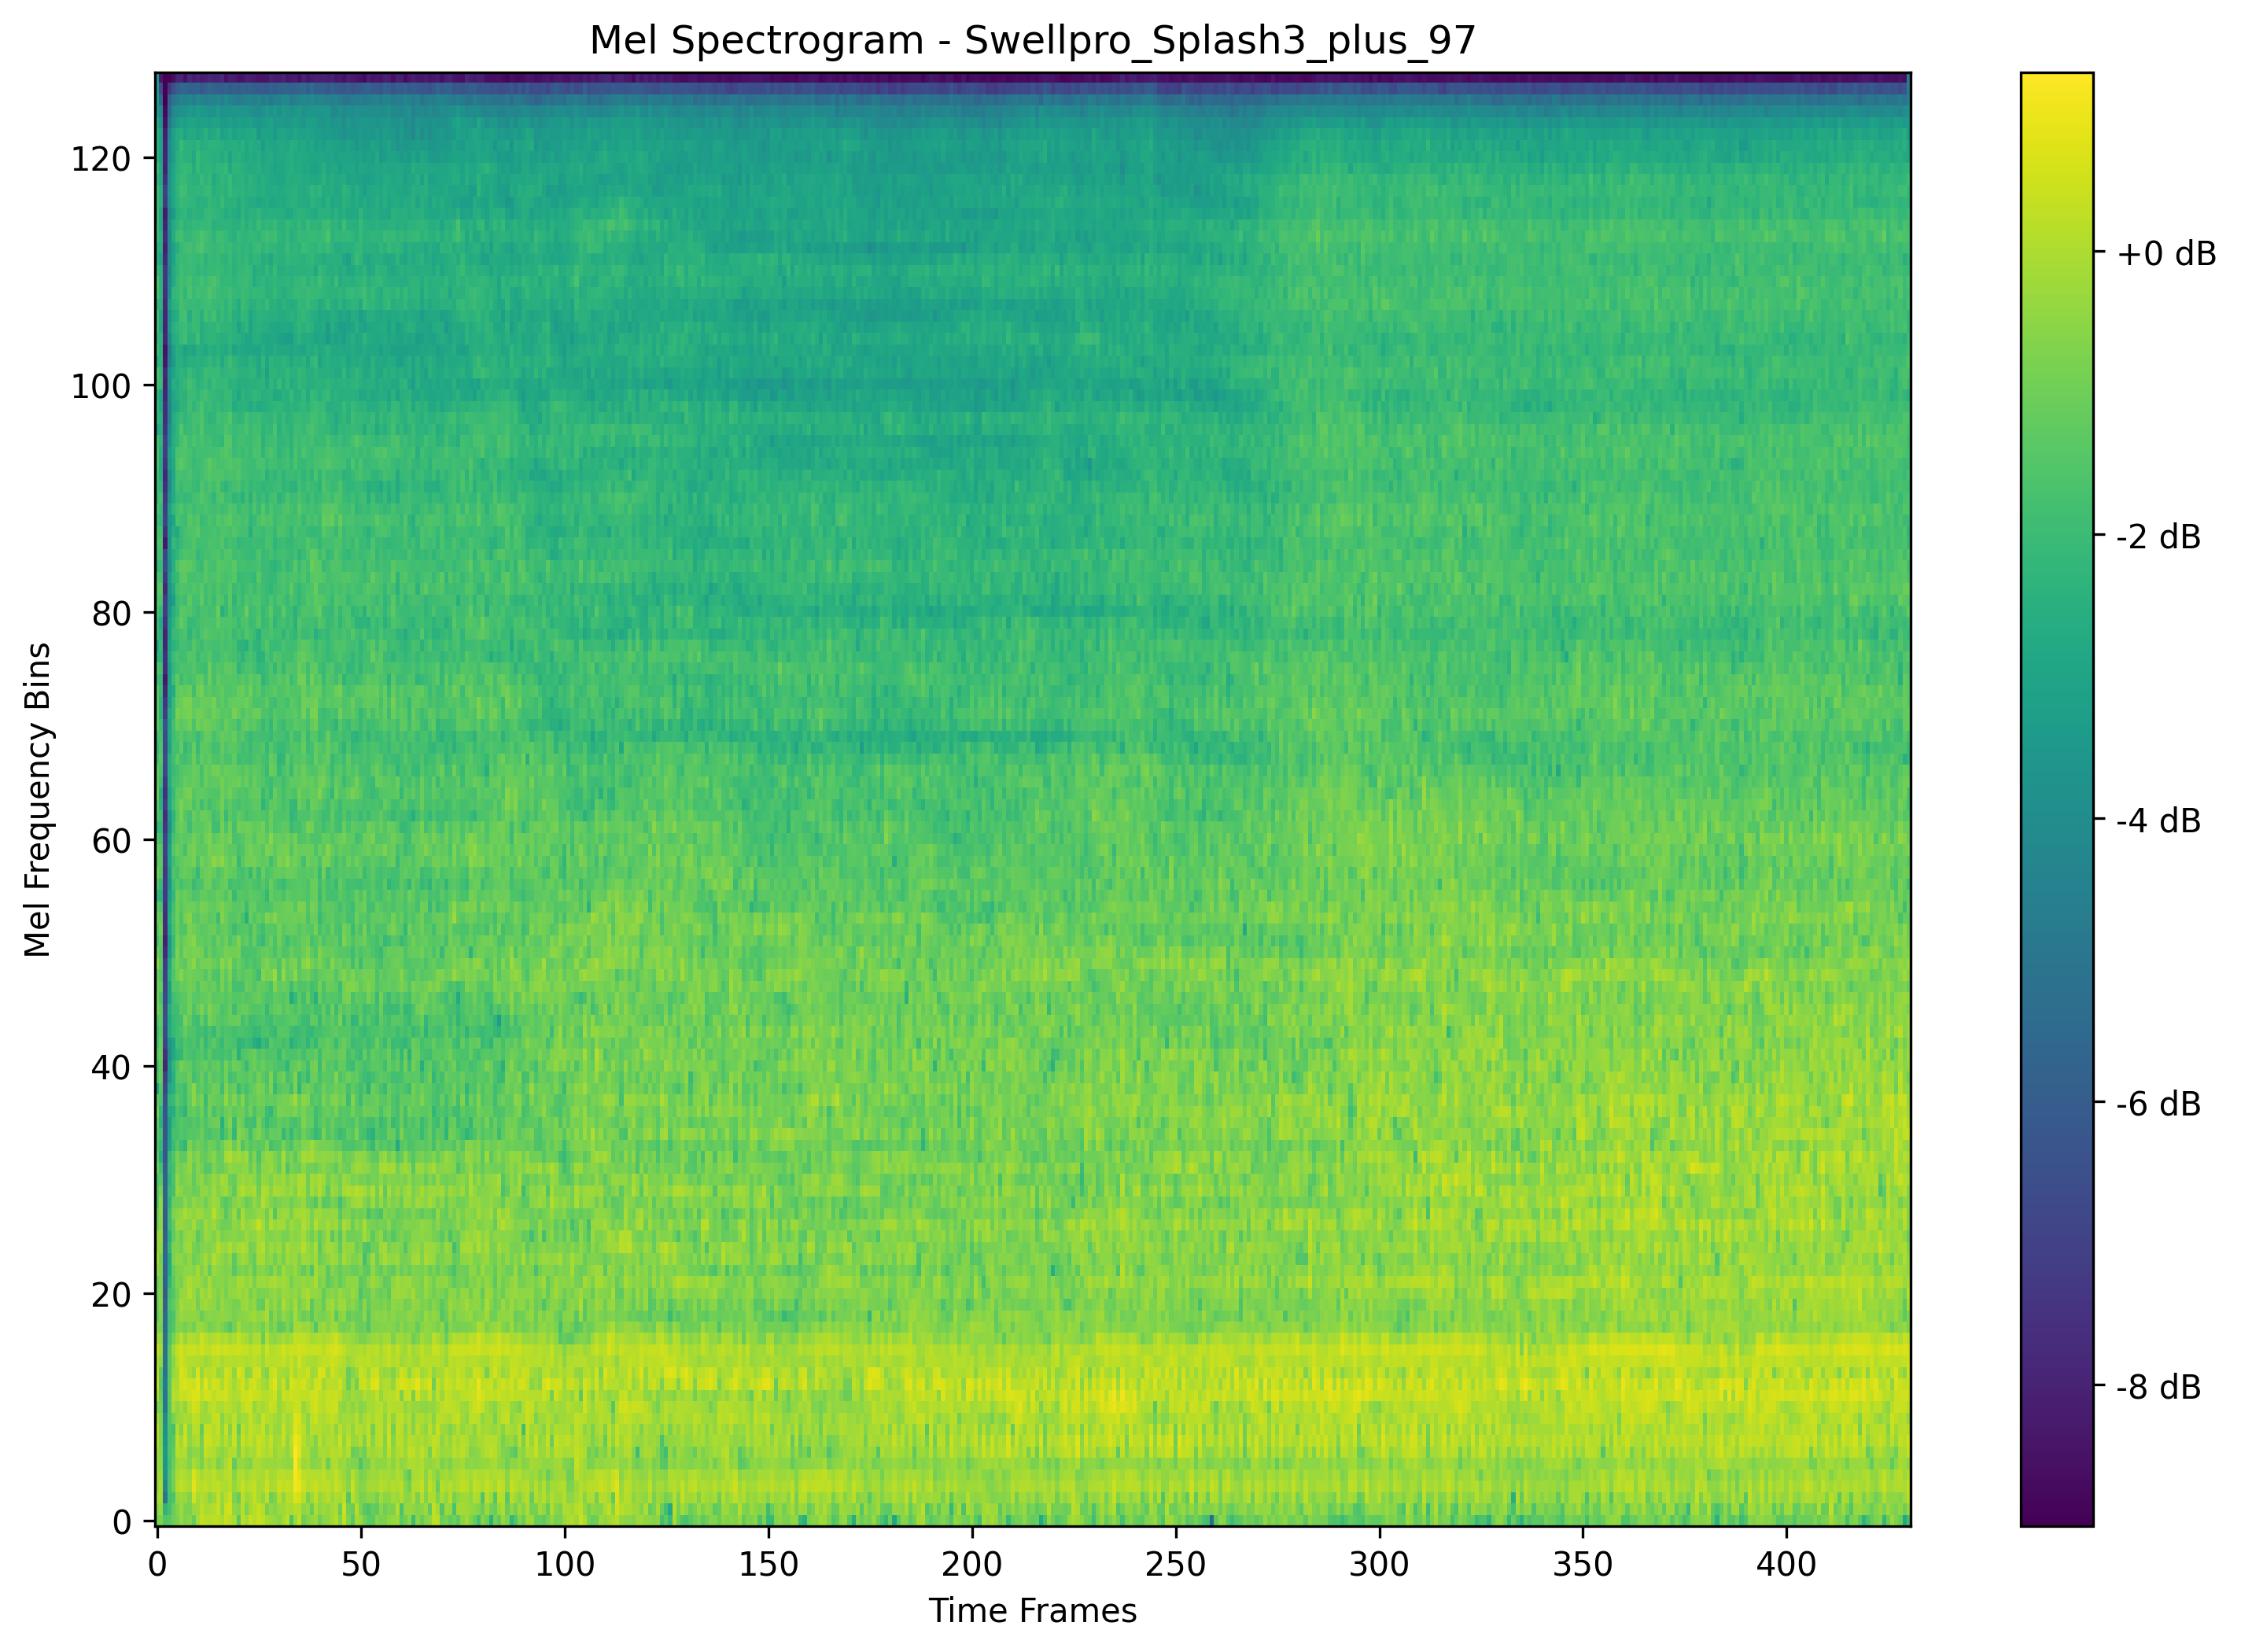 Mel Spectrogram - Swellpro_Splash3_plus_97
120
100
80
60
40
20
0
Mel Frequency Bins
0 50 100 150 200 250 300 350 400
Time Frames
+0 dB
-2 dB
-4 dB
-6 dB
-8 dB